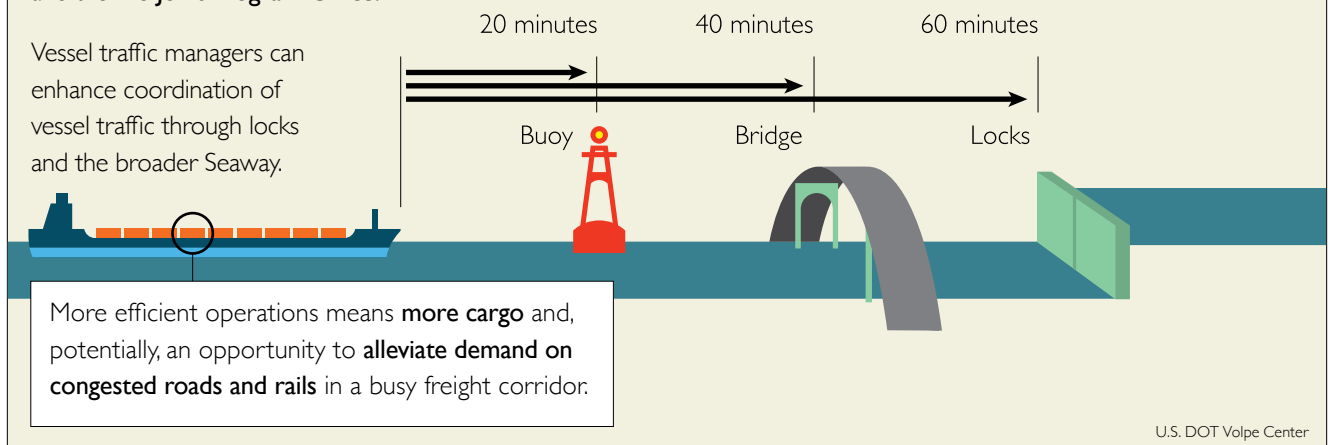 20 minutes 40 minutes 60 minutes
Vessel traffic managers can
enhance coordination of
vessel traffic through locks
and the broader Seaway.
Buoy Bridge Locks
More efficient operations means more cargo and,
potentially, an opportunity to alleviate demand on
congested roads and rails in a busy freight corridor.
U.S. DOT Volpe Center